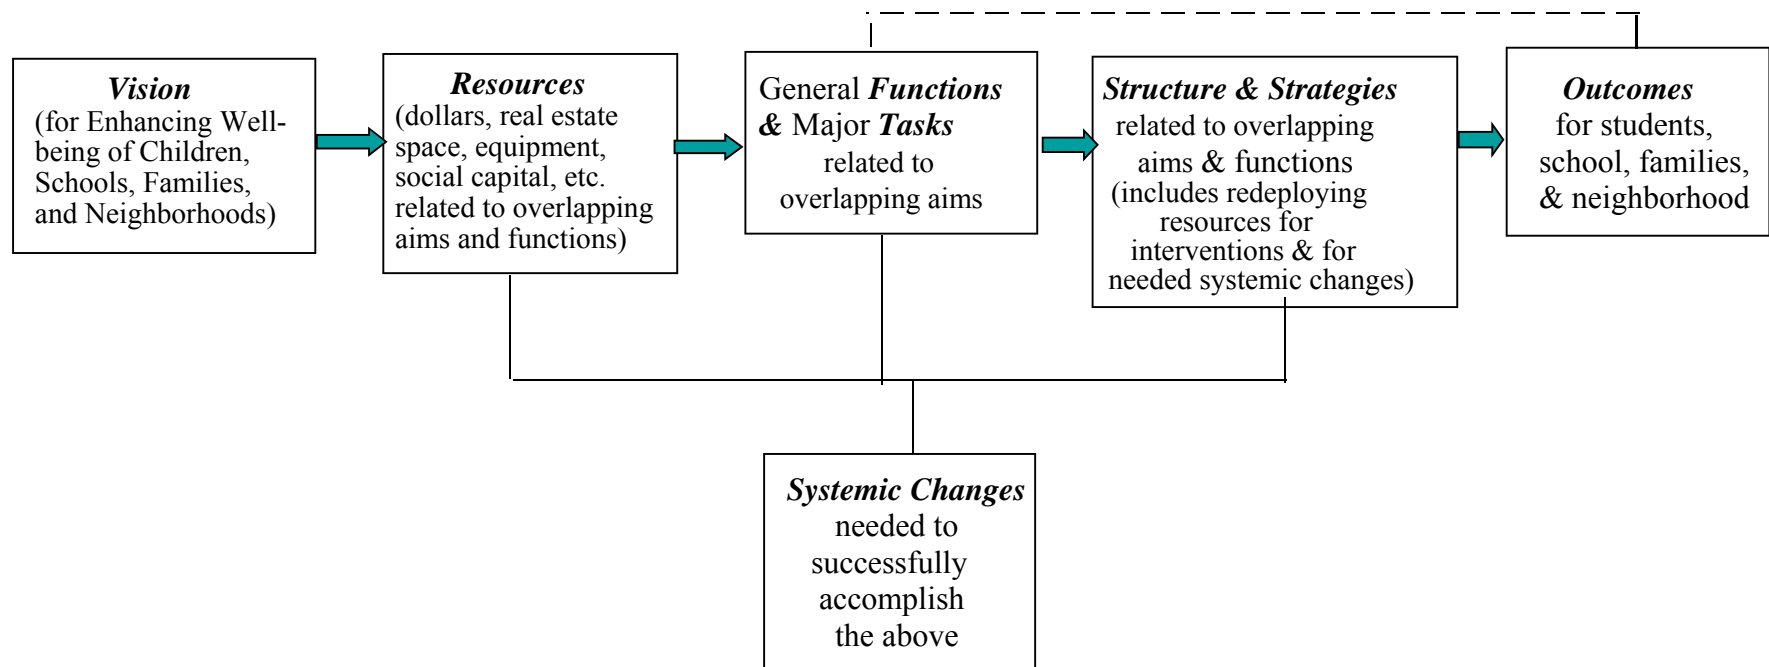 Vision
(for Enhancing Well-
being of Children,
Schools, Families,
and Neighborhoods)
Resources
(dollars, real estate
space, equipment,
social capital, etc.
related to overlapping
aims and functions)
General Functions
& Major Tasks
related to
overlapping aims
Structure & Strategies
related to overlapping
aims & functions
(includes redeploying
resources for
interventions & for
needed systemic changes)
Outcomes
for students,
school, families,
& neighborhood
Systemic Changes
needed to
successfully
accomplish
the above